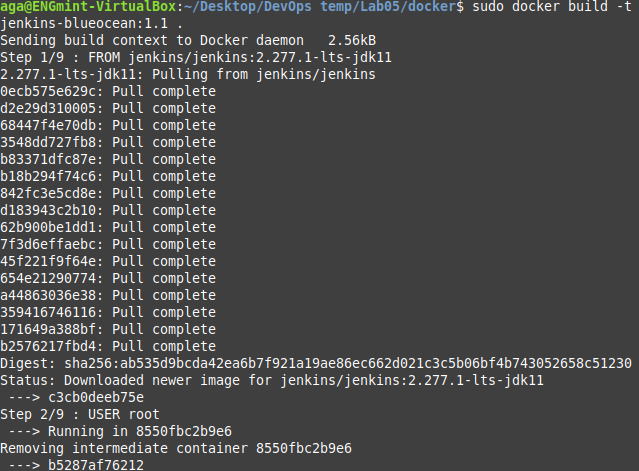 aga@ENGmint-VirtualBox:~/Desktop/DevOps temp/Lab05/docker$ sudo docker build -t
jenkins-blueocean:1.1 .
Sending build context to Docker daemon   2.56kB
Step 1/9 : FROM jenkins/jenkins:2.277.1-lts-jdk11
2.277.1-lts-jdk11: Pulling from jenkins/jenkins
0ecb575e629c: Pull complete
d2e29d310005: Pull complete
68447f4e70db: Pull complete
3548dd727fb8: Pull complete
b83371dfc87e: Pull complete
b18b294f74c6: Pull complete
842fc3e5cd8e: Pull complete
d183943c2b10: Pull complete
62b900be1dd1: Pull complete
7f3d6effaebc: Pull complete
45f221f9f64e: Pull complete
654e21290774: Pull complete
a44863036e38: Pull complete
359416746116: Pull complete
171649a388bf: Pull complete
b2576217fbd4: Pull complete
Digest: sha256:ab535d9bcda42ea6b7f921a19ae86ec662d021c3c5b06bf4b743052658c51230
Status: Downloaded newer image for jenkins/jenkins:2.277.1-lts-jdk11
 ---> c3cb0deeb75e
Step 2/9 : USER root
 ---> Running in 8550fbc2b9e6
Removing intermediate container 8550fbc2b9e6
 ---> b5287af76212